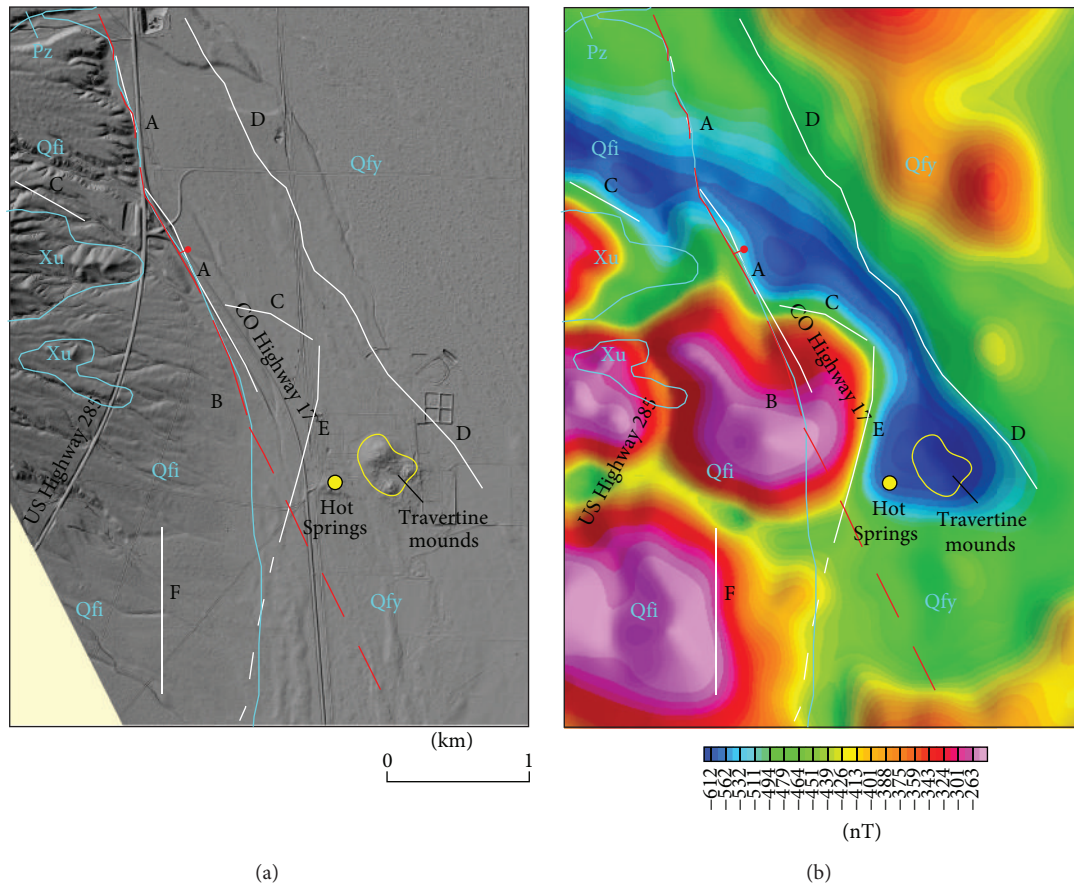 Pz
A
D
Qfi
Qfy
C
Xu
A
C
CO Highway 17
Xu
B
US Highway 285
E
D
Qfi
Hot
Springs
Travertine
mounds
F
Qfi
Qfy
(km)
0
1
(a)
Pz
A
D
Qfi
Qfy
C
Xu
A
C
CO Highway 17
Xu
B
US Highway 285
E
D
Qfi
Hot
Springs
Travertine
mounds
F
Qfi
Qfy
−612
−562
−532
−511
−494
−479
−464
−451
−439
−426
−413
−401
−388
−375
−359
−343
−324
−301
−263
(nT)
(b)